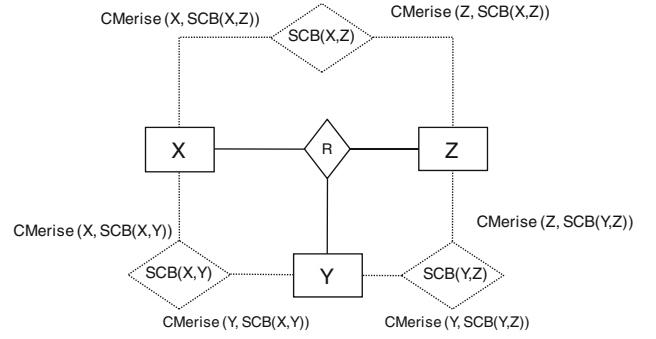 CMerise (X, SCB(X,Z))
CMerise (Z, SCB(X,Z))
SCB(X,Z)
X
R
Z
CMerise (X, SCB(X,Y))
CMerise (Z, SCB(Y,Z))
SCB(X,Y)
Y
SCB(Y,Z)
CMerise (Y, SCB(X,Y))
CMerise (Y, SCB(Y,Z))